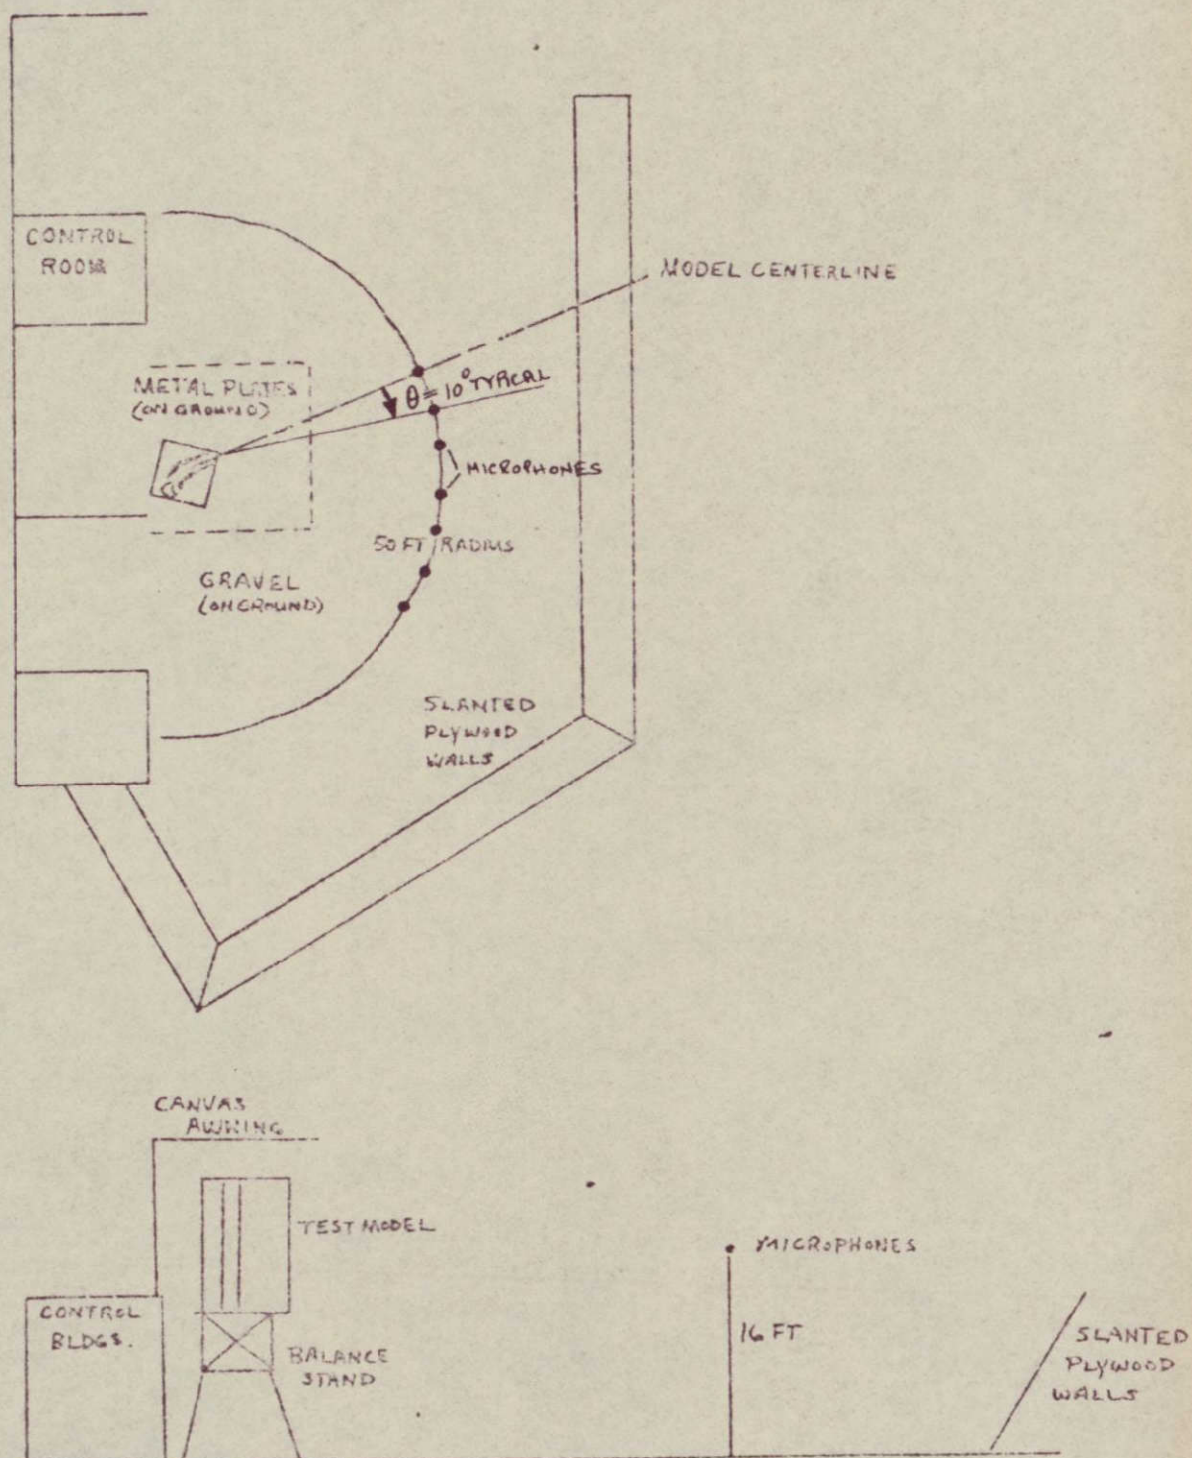 CONTROL
ROOM
MODEL CENTERLINE
METAL PLATES
(ON GROUND)
θ = 10° TYPICAL
MICROPHONES
50 FT RADIUS
GRAVEL
(ON GROUND)
SLANTED
PLYWOOD
WALLS
CANVAS
AWNING
TEST MODEL
MICROPHONES
CONTROL
BLDGS.
16 FT
BALANCE
STAND
SLANTED
PLYWOOD
WALLS